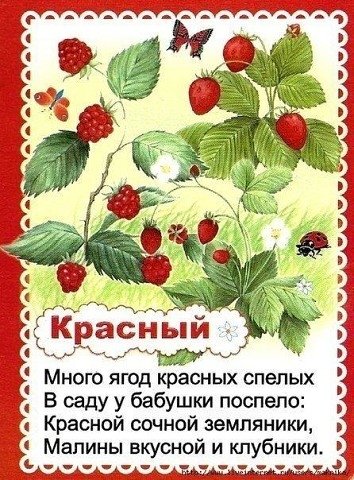 Красный
Много ягод красных спелых
В саду у бабушки поспело:
Красной сочной земляники,
Малины вкусной и клубники.